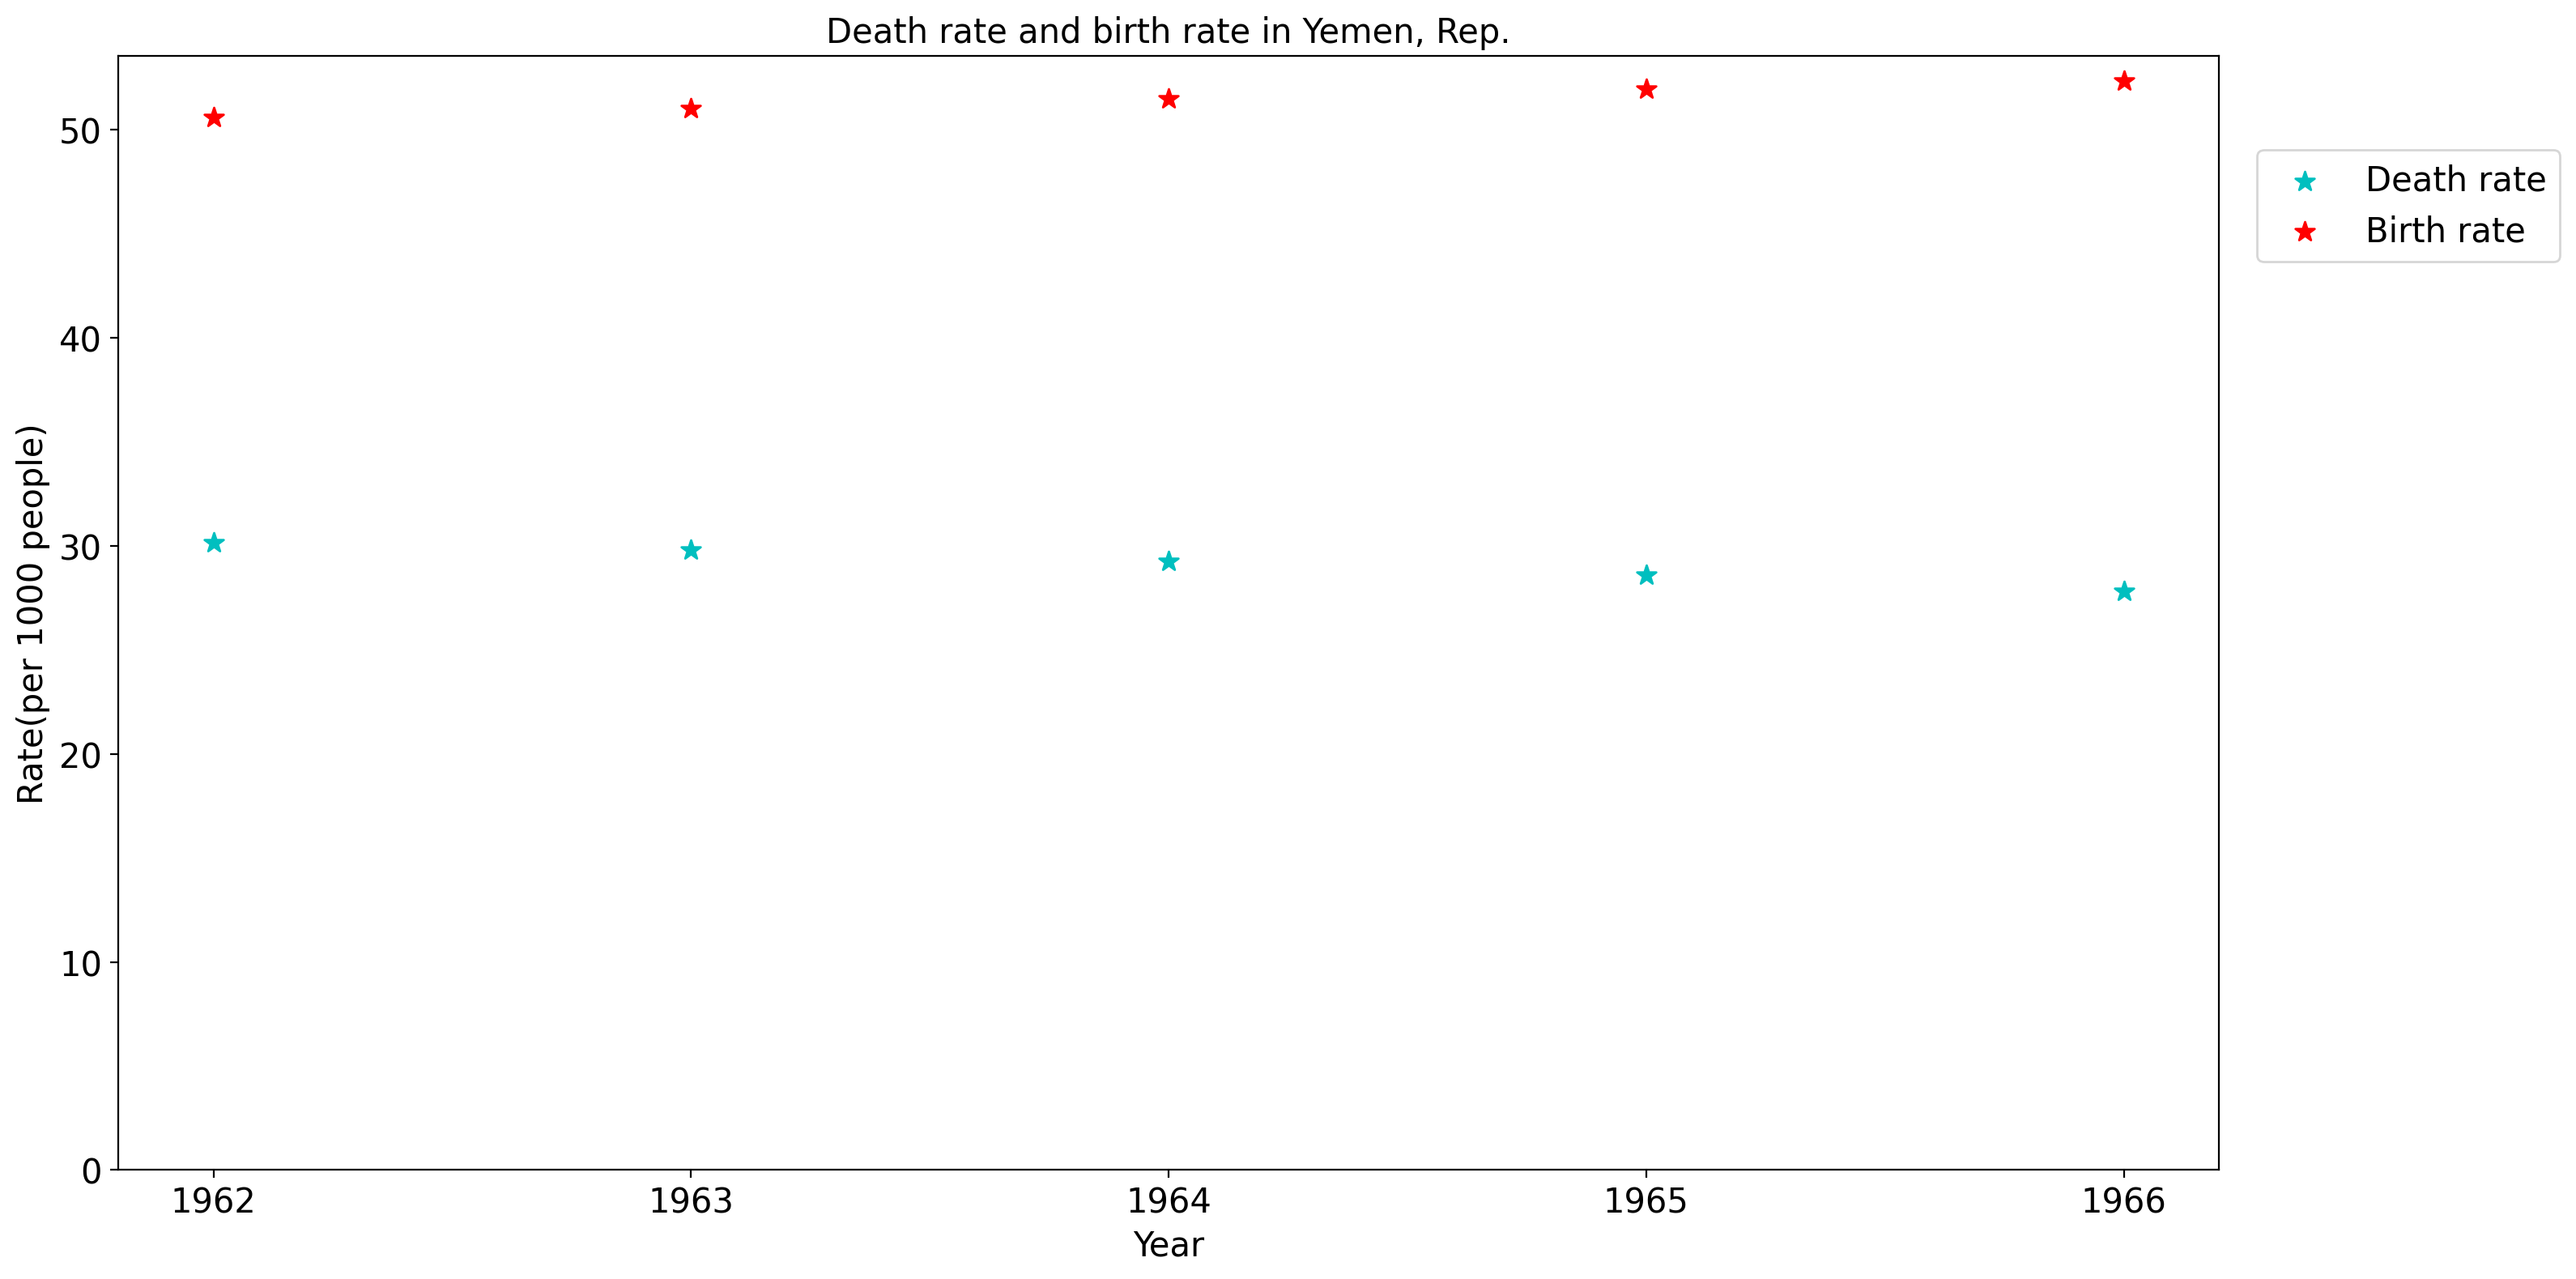 Death rate and birth rate in Yemen, Rep.
50
40
30
20
10
0
Rate(per 1000 people)
1962 1963 1964 1965 1966
Year
Death rate
Birth rate